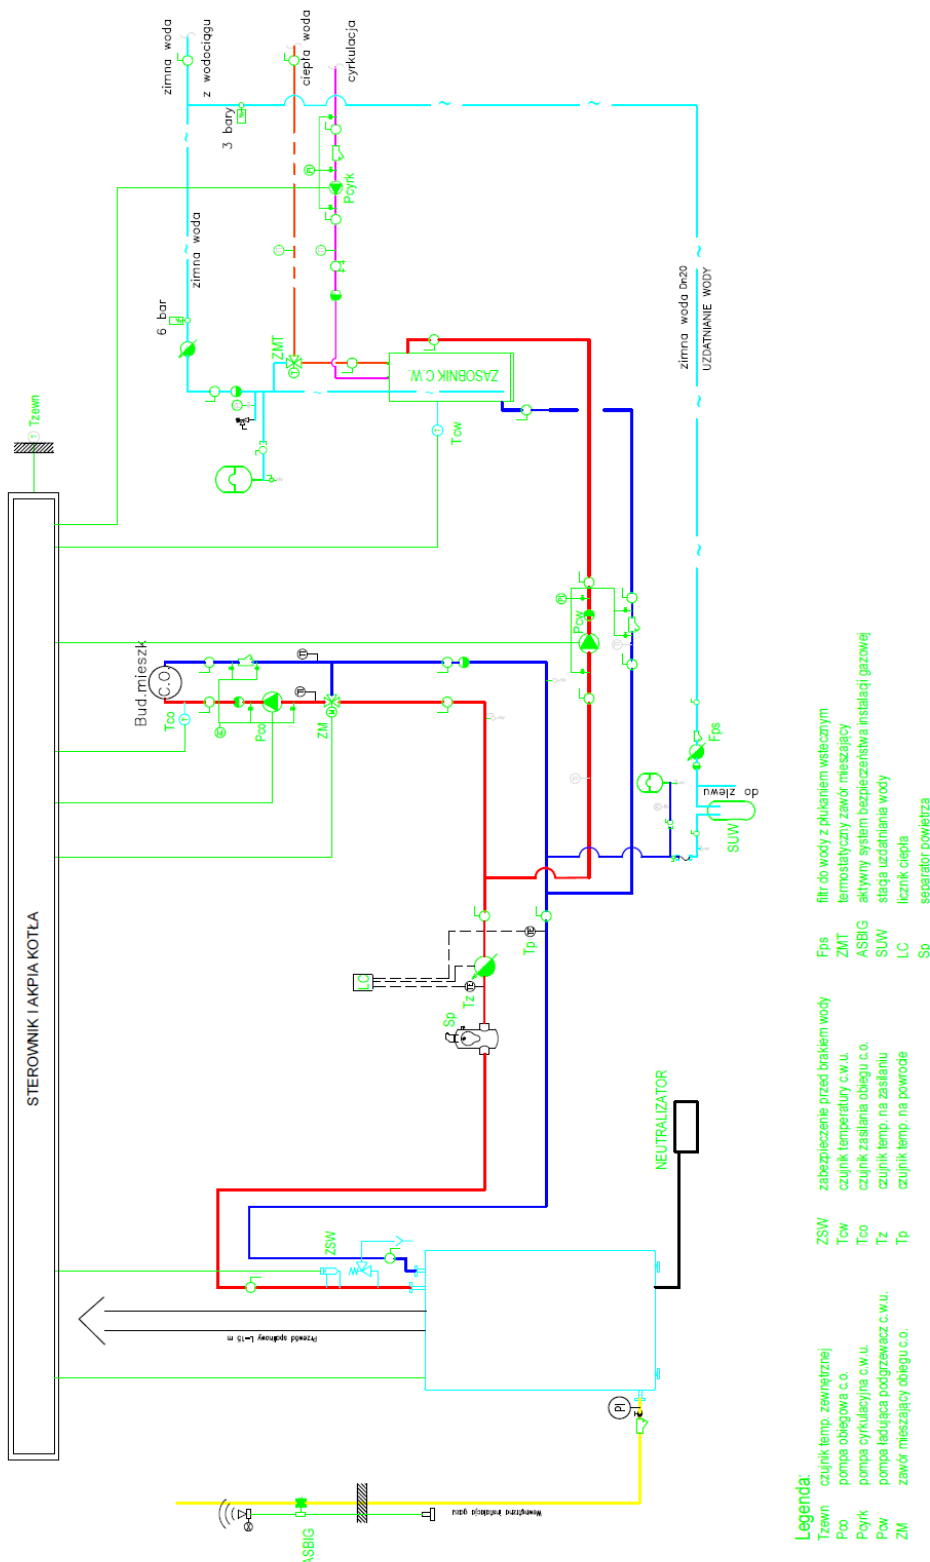 zimna woda
z wodociągu
ciepła woda
cyrkulacja
3 bary
Pcyrk
zimna woda
6 bar
ZMT
ZASOBNIK C.W.
zimna woda Dn20
UZDATNIANIE WODY
T
Tzewn
T
Tcw
Bud.mieszk
C.O.
T
Tco
Pco
M
ZM
PI
Pcw
Fps
do zlewu
SUW
STEROWNIK I AKPIA KOTŁA
LC
Tz
Tp
Sp
NEUTRALIZATOR
ZSW
Przewód spalinowy L=15 m
PI
ASBIG
Wewnętrzna instalacja gazu
Legenda:
Tzewn czujnik temp. zewnętrznej
Pco pompa obiegowa c.o.
Pcyrk pompa cyrkulacyjna c.w.u.
Pcw pompa ładująca podgrzewacz c.w.u.
ZM zawór mieszający obiegu c.o.
ZSW zabezpieczenie przed brakiem wody
Tcw czujnik temperatury c.w.u.
Tco czujnik zasilania obiegu c.o.
Tz czujnik temp. na zasilaniu
Tp czujnik temp. na powrocie
Fps filtr do wody z płukaniem wstecznym
ZMT termostatyczny zawór mieszający
ASBIG aktywny system bezpieczeństwa instalacji gazowej
SUW stacja uzdatniania wody
LC licznik ciepła
Sp separator powietrza